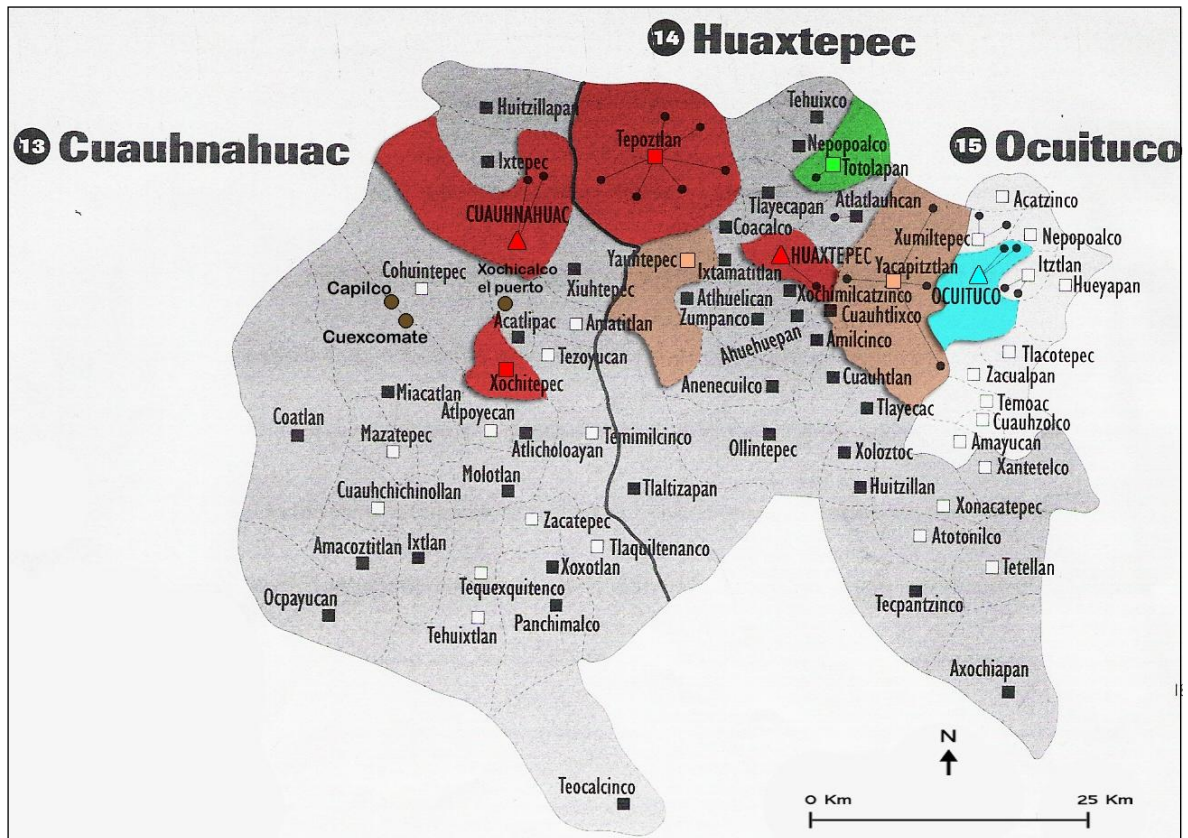 14 Huaxtepec
13 Cuauhnahuac
15 Ocuituco
Huitzillapan
Ixtepec
CUAUHNAHUAC
Tepoztlan
Tehuixco
Nepopoalco
Totolapan
Tlayecapan
Atlatlauhcan
Coacalco
Acatzinco
Xumiltepec
Nepopoalco
Yauhtepec
Ixtamatitlan
HUAXTEPEC
Yacapitztlan
Itztlan
Hueyapan
OCUITUCO
Cohuintepec
Xochicalco
el puerto
Xiuhtepec
Capilco
Cuexcomate
Acatlipac
Amatitlan
Atlhuelican
Zumpanco
Xochimilcatzinco
Cuauhtlixco
Ahuehuepan
Amilcinco
Tezoyucan
Xochitepec
Tlacotepec
Zacualpan
Miacatlan
Anenecuilco
Cuauhtlan
Tlayecac
Temoac
Cuauhzolco
Amayucan
Atlpoyecan
Coatlan
Mazatepec
Atlicholoayan
Temimilcinco
Ollintepec
Xoloztoc
Xantetelco
Molotlan
Tlaltizapan
Huitzillan
Cuauhchichinollan
Xonacatepec
Zacatepec
Atotonilco
Tlaquiltenanco
Amacoztitlan
Ixtlan
Xoxotlan
Tetellan
Tequexquitenco
Ocpayucan
Tehuixtlan
Panchimalco
Tecpantzinco
Axochiapan
Teocalcinco
N
0 Km
25 Km